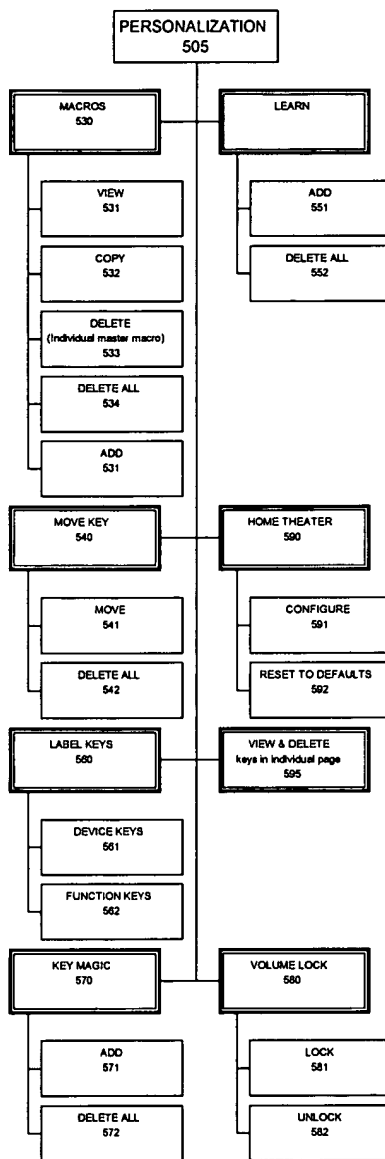 PERSONALIZATION
505
MACROS
530
VIEW
531
COPY
532
DELETE
(Individual master macro)
533
DELETE ALL
534
ADD
531
LEARN
ADD
551
DELETE ALL
552
MOVE KEY
540
MOVE
541
DELETE ALL
542
HOME THEATER
590
CONFIGURE
591
RESET TO DEFAULTS
592
LABEL KEYS
560
DEVICE KEYS
561
FUNCTION KEYS
562
VIEW & DELETE
keys in individual page
595
KEY MAGIC
570
ADD
571
DELETE ALL
572
VOLUME LOCK
580
LOCK
581
UNLOCK
582